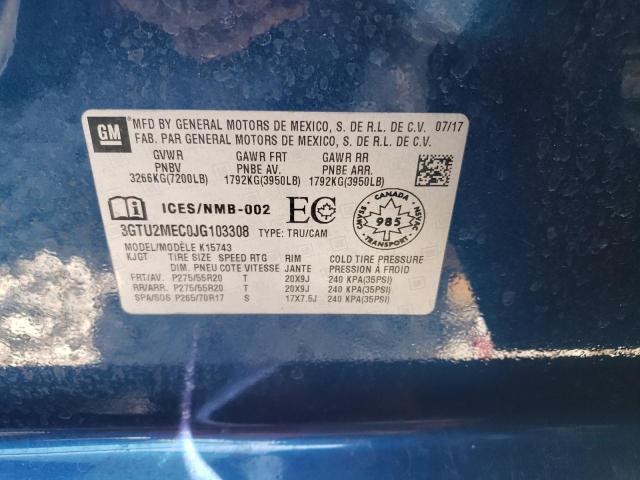 GM
MFD BY GENERAL MOTORS DE MEXICO, S. DE R.L. DE C.V. 07/17
FAB. PAR GENERAL MOTORS DE MEXICO, S. DE R.L. DE C.V.
GVWR GAWR FRT GAWR RR
PNBV PNBE AV. PNBE ARR.
3266KG(7200LB) 1792KG(3950LB) 1792KG(3950LB)
ICES/NMB-002 EC
CANADA
CMVSS 985 NSVAC
TRANSPORT
3GTU2MEC0JG103308 TYPE: TRU/CAM
MODEL/MODÈLE K15743
KJGT TIRE SIZE SPEED RTG RIM COLD TIRE PRESSURE
DIM. PNEU COTE VITESSE JANTE PRESSION À FROID
FRT/AV. P275/55R20 T 20X9J 240 KPA(35PSI)
RR/ARR. P275/55R20 T 20X9J 240 KPA(35PSI)
SPA/SOS P265/70R17 S 17X7.5J 240 KPA(35PSI)